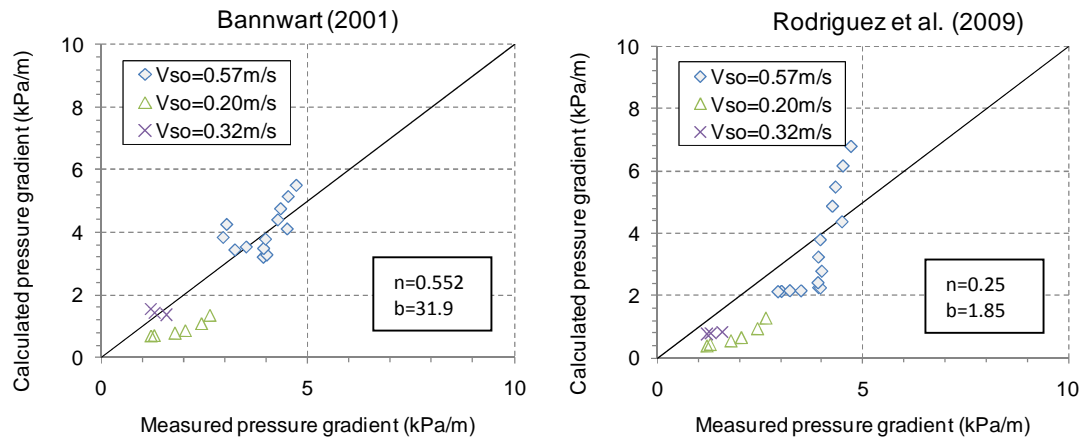 Bannwart (2001)
Calculated pressure gradient (kPa/m)
10
8
6
4
2
0
Vso=0.57m/s
Vso=0.20m/s
Vso=0.32m/s
n=0.552
b=31.9
0
5
10
Measured pressure gradient (kPa/m)
Rodriguez et al. (2009)
Calculated pressure gradient (kPa/m)
10
8
6
4
2
0
Vso=0.57m/s
Vso=0.20m/s
Vso=0.32m/s
n=0.25
b=1.85
0
5
10
Measured pressure gradient (kPa/m)